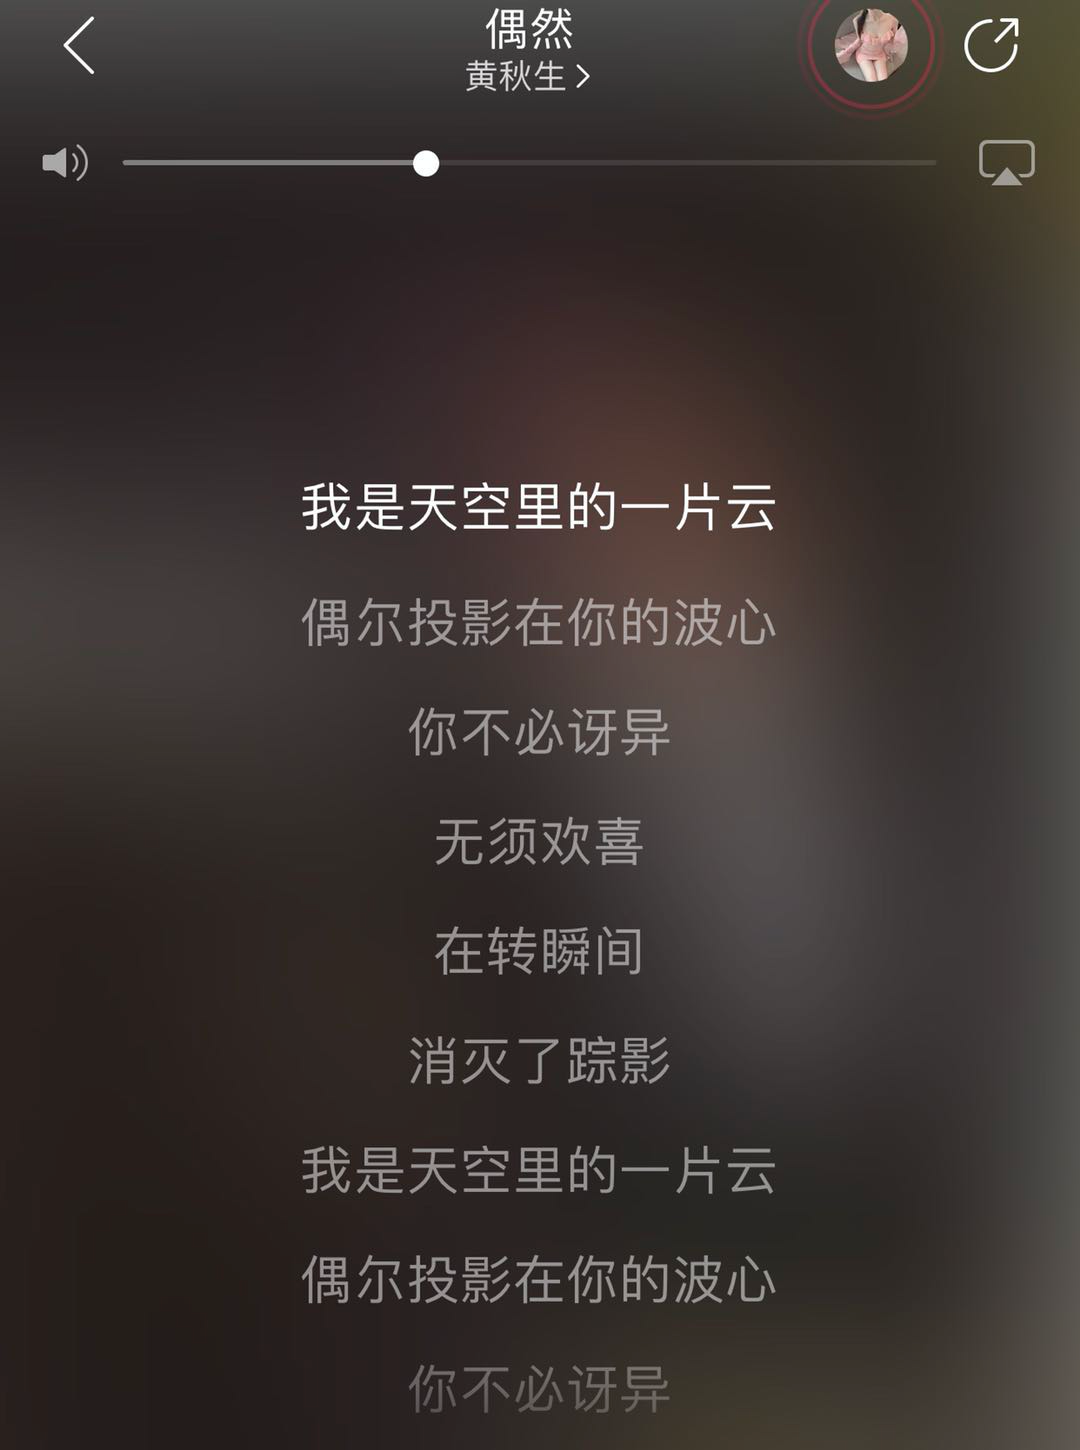 偶然
黄秋生
我是天空里的一片云
偶尔投影在你的波心
你不必讶异
无须欢喜
在转瞬间
消灭了踪影
我是天空里的一片云
偶尔投影在你的波心
你不必讶异